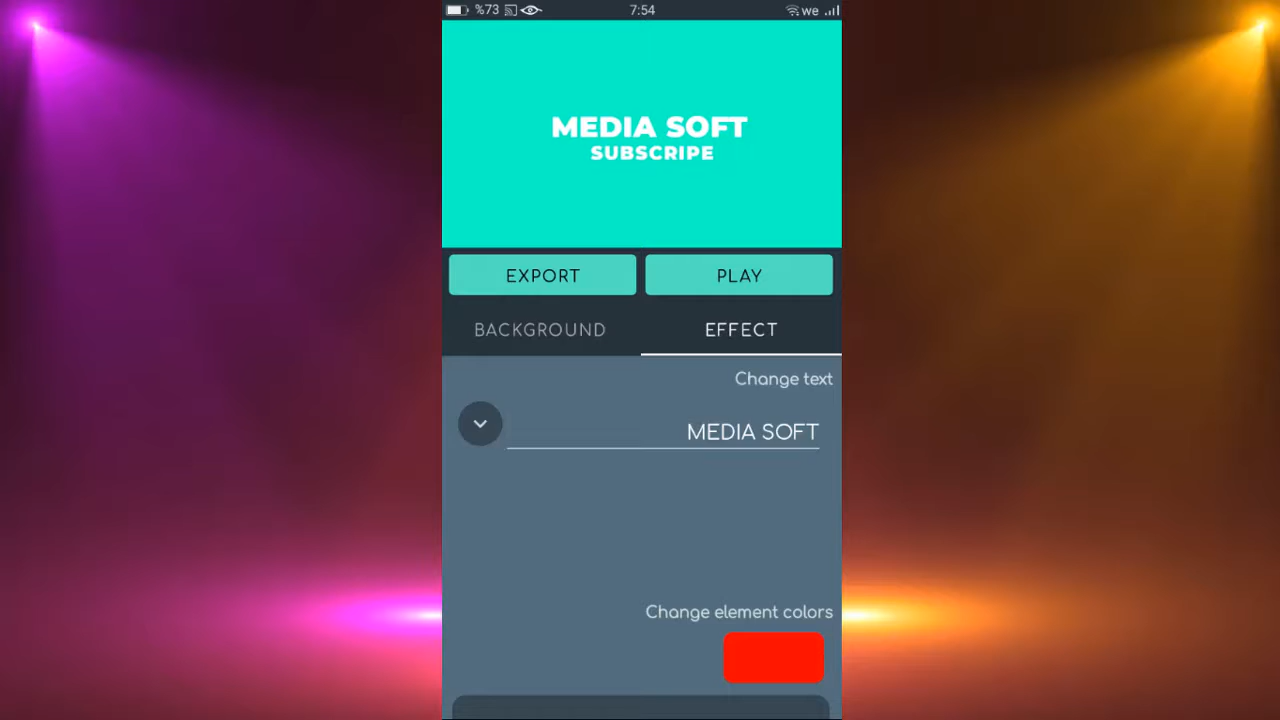 %73 7:54 we
MEDIA SOFT
SUBSCRIPE
EXPORT PLAY
BACKGROUND EFFECT
Change text
MEDIA SOFT
Change element colors